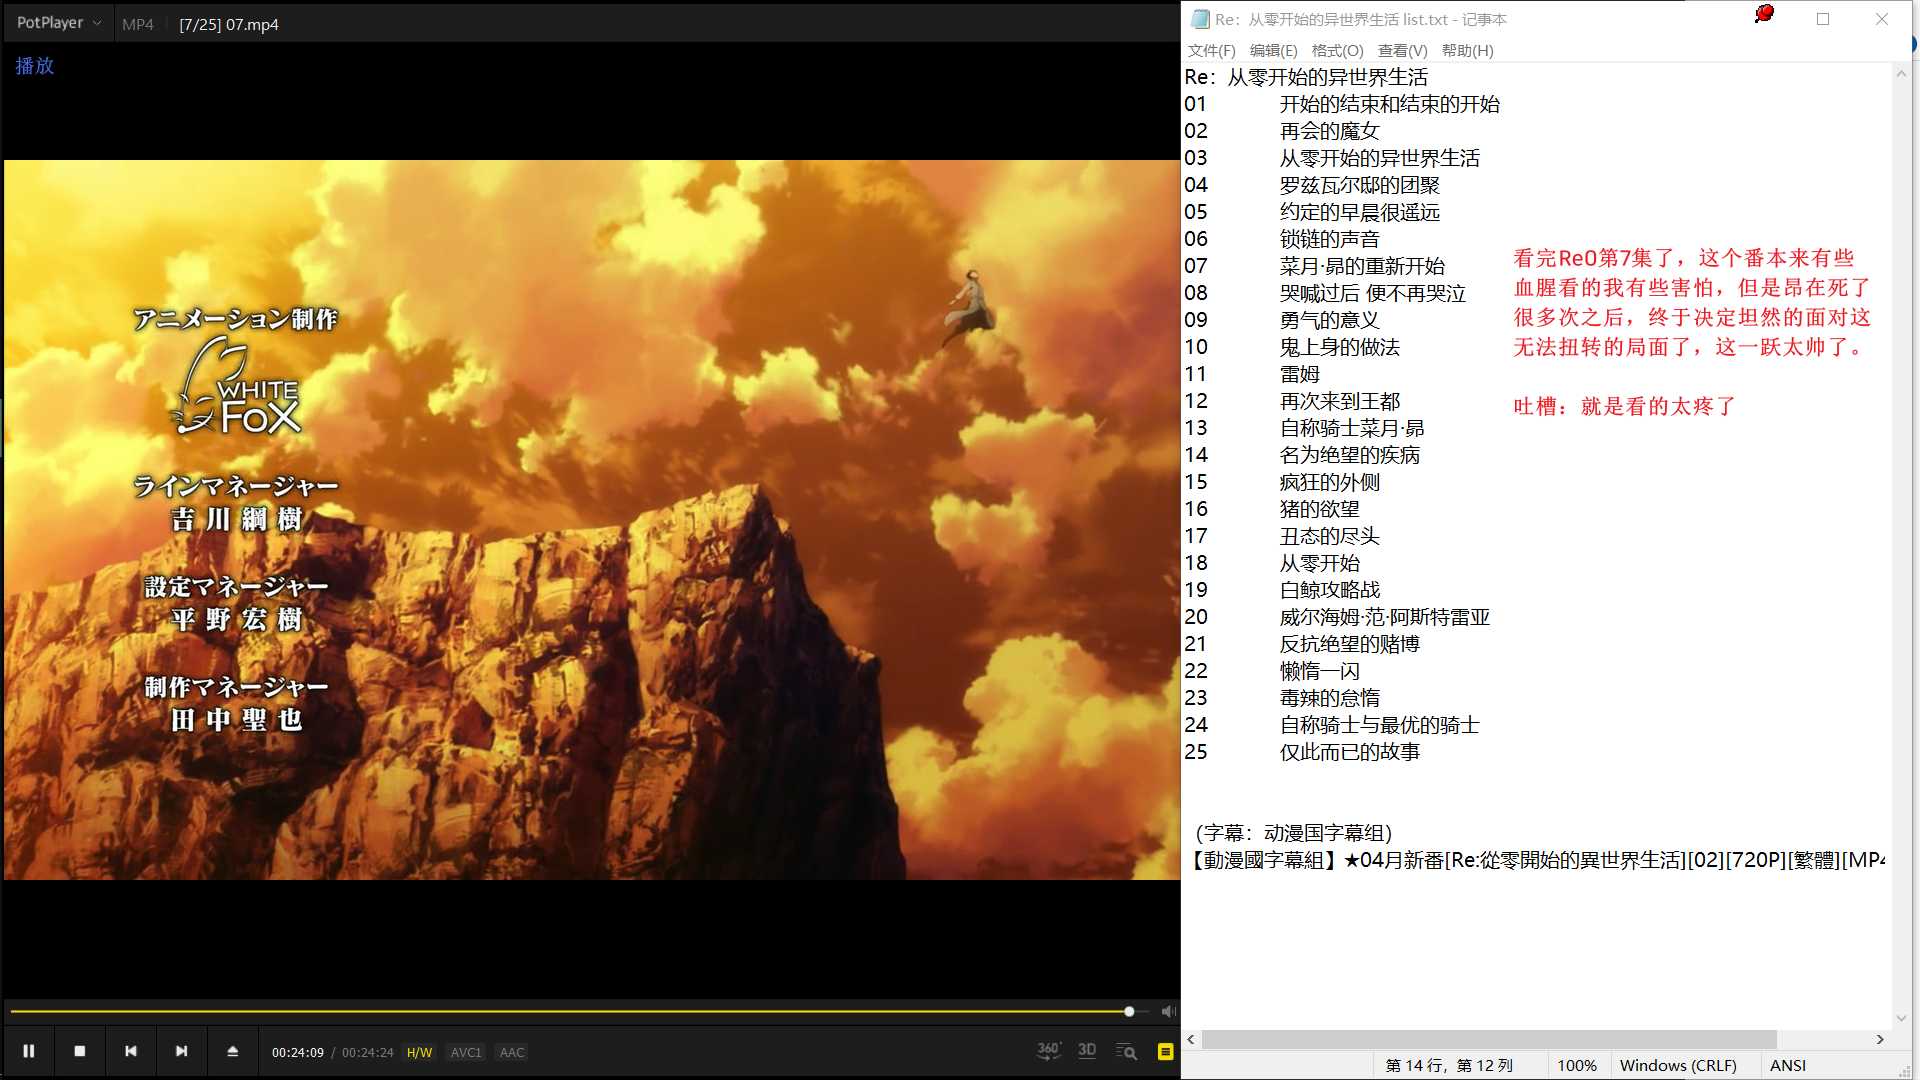 PotPlayer
MP4
[7/25] 07.mp4
播放
アニメーション制作
WHITE
FOX
ラインマネージャー
吉川綱樹
設定マネージャー
平野宏樹
制作マネージャー
田中聖也
00:24:09 / 00:24:24 H/W AVC1 AAC
360° 3D
Re：从零开始的异世界生活 list.txt - 记事本
文件(F) 编辑(E) 格式(O) 查看(V) 帮助(H)
Re：从零开始的异世界生活
01 开始的结束和结束的开始
02 再会的魔女
03 从零开始的异世界生活
04 罗兹瓦尔邸的团聚
05 约定的早晨很遥远
06 锁链的声音
07 菜月·昴的重新开始
08 哭喊过后 便不再哭泣
09 勇气的意义
10 鬼上身的做法
11 雷姆
12 再次来到王都
13 自称骑士菜月·昴
14 名为绝望的疾病
15 疯狂的外侧
16 猪的欲望
17 丑态的尽头
18 从零开始
19 白鲸攻略战
20 威尔海姆·范·阿斯特雷亚
21 反抗绝望的赌博
22 懒惰一闪
23 毒辣的怠惰
24 自称骑士与最优的骑士
25 仅此而已的故事
看完Re0第7集了，这个番本来有些
血腥看的我有些害怕，但是昴在死了
很多次之后，终于决定坦然的面对这
无法扭转的局面了，这一跃太帅了。
吐槽：就是看的太疼了
（字幕：动漫国字幕组）
【動漫國字幕組】★04月新番[Re:從零開始的異世界生活][02][720P][繁體][MP4
第 14 行，第 12 列 100% Windows (CRLF) ANSI